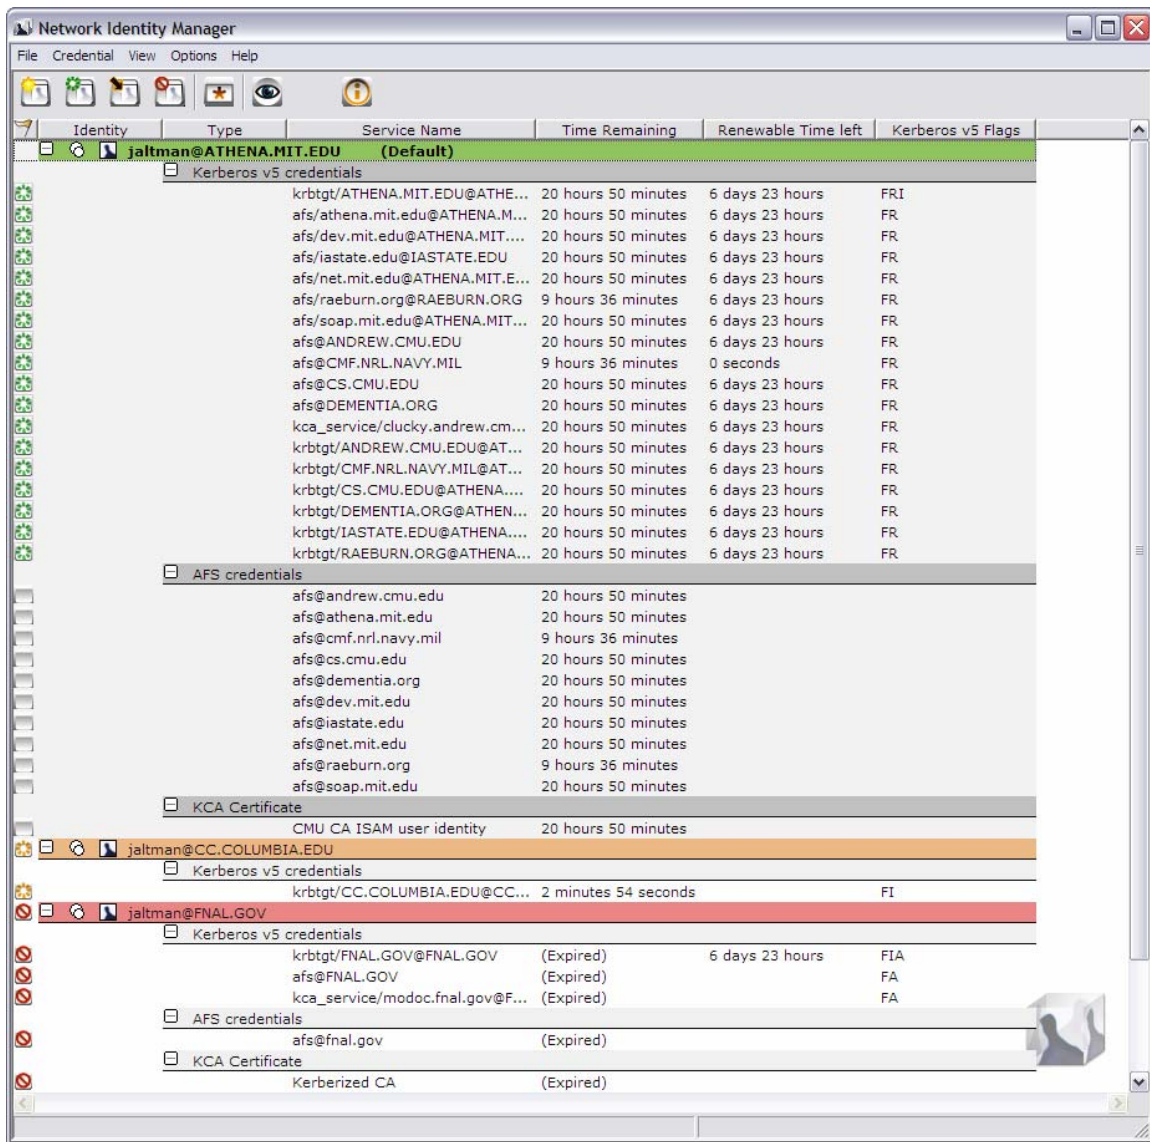 Network Identity Manager
File Credential View Options Help
Identity Type Service Name Time Remaining Renewable Time left Kerberos v5 Flags
jaltman@ATHENA.MIT.EDU (Default)
Kerberos v5 credentials
krbtgt/ATHENA.MIT.EDU@ATHE... 20 hours 50 minutes 6 days 23 hours FRI
afs/athena.mit.edu@ATHENA.M... 20 hours 50 minutes 6 days 23 hours FR
afs/dev.mit.edu@ATHENA.MIT.... 20 hours 50 minutes 6 days 23 hours FR
afs/iastate.edu@IASTATE.EDU 20 hours 50 minutes 6 days 23 hours FR
afs/net.mit.edu@ATHENA.MIT.E... 20 hours 50 minutes 6 days 23 hours FR
afs/raeburn.org@RAEBURN.ORG 9 hours 36 minutes 6 days 23 hours FR
afs/soap.mit.edu@ATHENA.MIT... 20 hours 50 minutes 6 days 23 hours FR
afs@ANDREW.CMU.EDU 20 hours 50 minutes 6 days 23 hours FR
afs@CMF.NRL.NAVY.MIL 9 hours 36 minutes 0 seconds FR
afs@CS.CMU.EDU 20 hours 50 minutes 6 days 23 hours FR
afs@DEMENTIA.ORG 20 hours 50 minutes 6 days 23 hours FR
kca_service/clucky.andrew.cm... 20 hours 50 minutes 6 days 23 hours FR
krbtgt/ANDREW.CMU.EDU@AT... 20 hours 50 minutes 6 days 23 hours FR
krbtgt/CMF.NRL.NAVY.MIL@AT... 20 hours 50 minutes 6 days 23 hours FR
krbtgt/CS.CMU.EDU@ATHENA.... 20 hours 50 minutes 6 days 23 hours FR
krbtgt/DEMENTIA.ORG@ATHEN... 20 hours 50 minutes 6 days 23 hours FR
krbtgt/IASTATE.EDU@ATHENA.... 20 hours 50 minutes 6 days 23 hours FR
krbtgt/RAEBURN.ORG@ATHENA... 20 hours 50 minutes 6 days 23 hours FR
AFS credentials
afs@andrew.cmu.edu 20 hours 50 minutes
afs@athena.mit.edu 20 hours 50 minutes
afs@cmf.nrl.navy.mil 9 hours 36 minutes
afs@cs.cmu.edu 20 hours 50 minutes
afs@dementia.org 20 hours 50 minutes
afs@dev.mit.edu 20 hours 50 minutes
afs@iastate.edu 20 hours 50 minutes
afs@net.mit.edu 20 hours 50 minutes
afs@raeburn.org 9 hours 36 minutes
afs@soap.mit.edu 20 hours 50 minutes
KCA Certificate
CMU CA ISAM user identity 20 hours 50 minutes
jaltman@CC.COLUMBIA.EDU
Kerberos v5 credentials
krbtgt/CC.COLUMBIA.EDU@CC... 2 minutes 54 seconds FI
jaltman@FNAL.GOV
Kerberos v5 credentials
krbtgt/FNAL.GOV@FNAL.GOV (Expired) 6 days 23 hours FIA
afs@FNAL.GOV (Expired) FA
kca_service/modoc.fnal.gov@F... (Expired) FA
AFS credentials
afs@fnal.gov (Expired)
KCA Certificate
Kerberized CA (Expired)